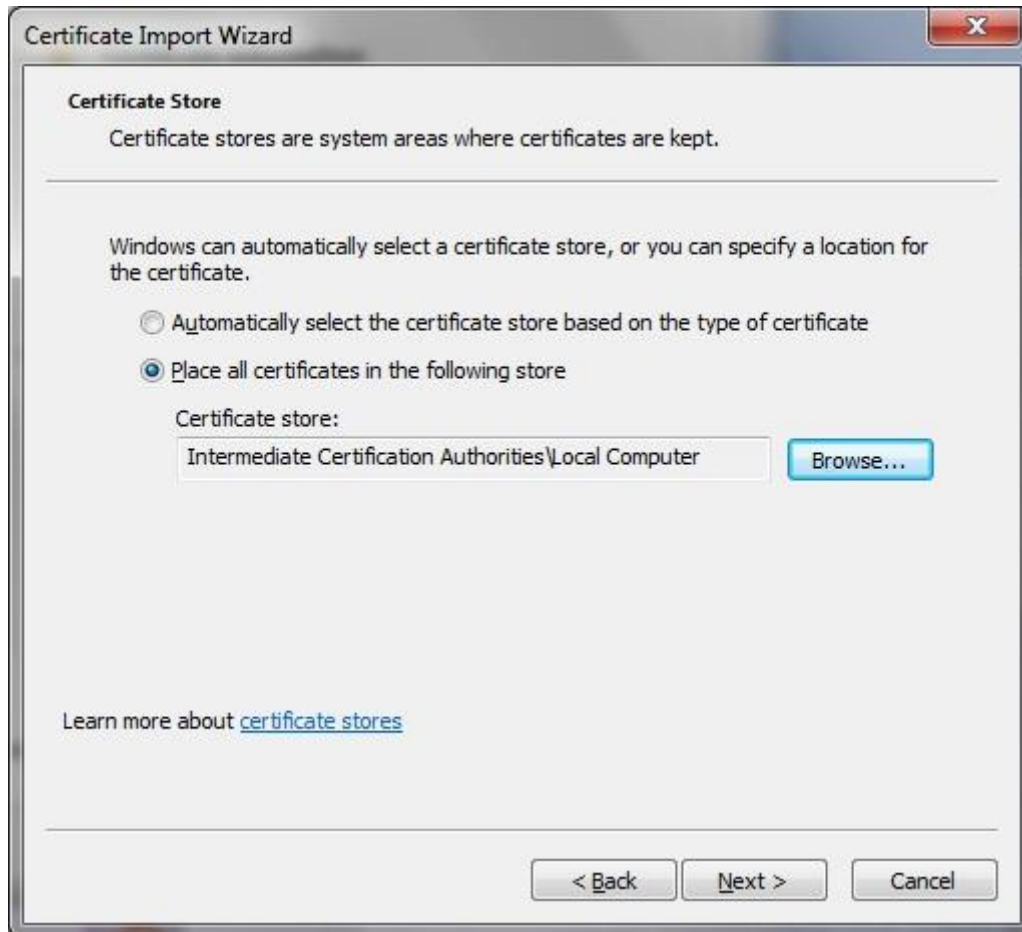 Certificate Import Wizard
Certificate Store
Certificate stores are system areas where certificates are kept.
Windows can automatically select a certificate store, or you can specify a location for
the certificate.
Automatically select the certificate store based on the type of certificate
Place all certificates in the following store
Certificate store:
Intermediate Certification Authorities\Local Computer
Browse...
Learn more about certificate stores
< Back
Next >
Cancel